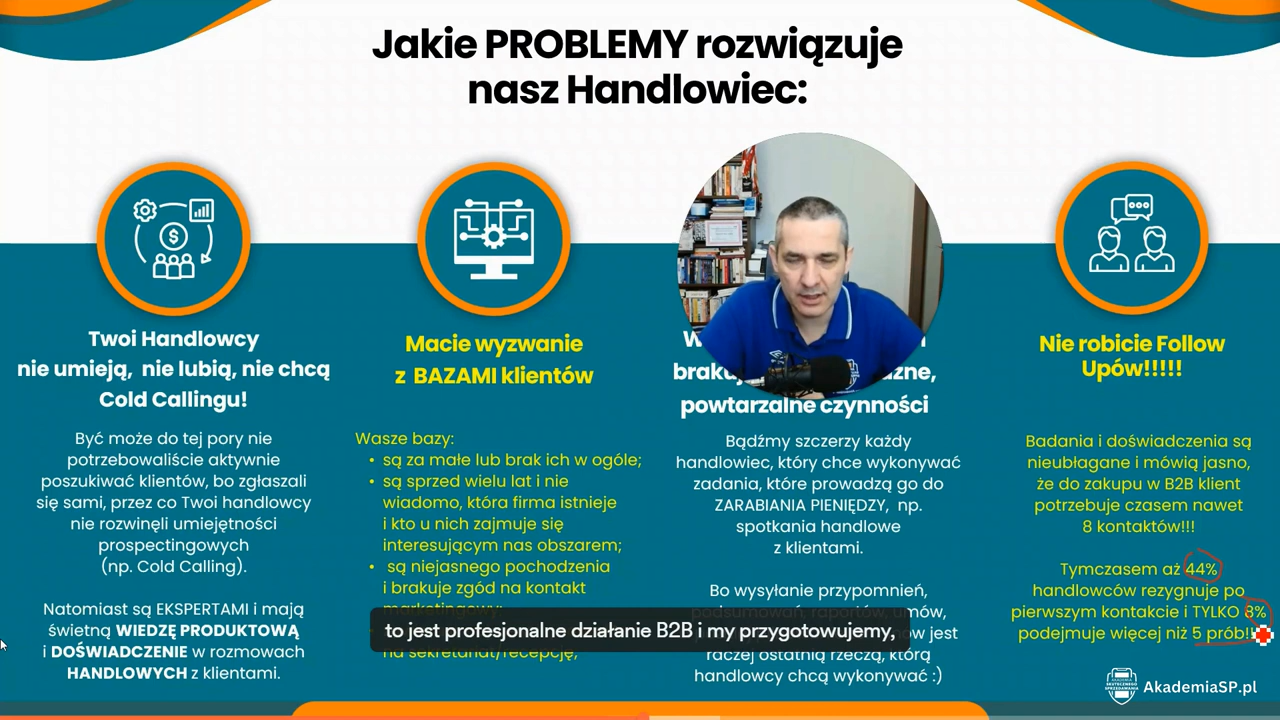 Jakie PROBLEMY rozwiązuje
nasz Handlowiec:
Twoi Handlowcy
nie umieją, nie lubią, nie chcą
Cold Callingu!
Być może do tej pory nie
potrzebowaliście aktywnie
poszukiwać klientów, bo zgłaszali
się sami, przez co Twoi handlowcy
nie rozwinęli umiejętności
prospectingowych
(np. Cold Calling).
Natomiast są EKSPERTAMI i mają
świetną WIEDZĘ PRODUKTOWĄ
i DOŚWIADCZENIE w rozmowach
HANDLOWYCH z klientami.
Macie wyzwanie
z BAZAMI klientów
Wasze bazy:
• są za małe lub brak ich w ogóle;
• są sprzed wielu lat i nie
wiadomo, która firma istnieje
i kto u nich zajmuje się
interesującym nas obszarem;
• są niejasnego pochodzenia
i brakuje zgód na kontakt
marketingowy;
na sekretariat/recepcję;
powtarzalne czynności
Bądźmy szczerzy każdy
handlowiec, który chce wykonywać
zadania, które prowadzą go do
ZARABIANIA PIENIĘDZY, np.
spotkania handlowe
z klientami.
Bo wysyłanie przypomnień,
podsumowań, raportów, umów,
jest
raczej ostatnią rzeczą, którą
handlowcy chcą wykonywać :)
Nie robicie Follow
Upów!!!!!
Badania i doświadczenia są
nieubłagane i mówią jasno,
że do zakupu w B2B klient
potrzebuje czasem nawet
8 kontaktów!!!
Tymczasem aż 44%
handlowców rezygnuje po
pierwszym kontakcie i TYLKO 8%
podejmuje więcej niż 5 prób!!
to jest profesjonalne działanie B2B i my przygotowujemy,
AkademiaSP.pl